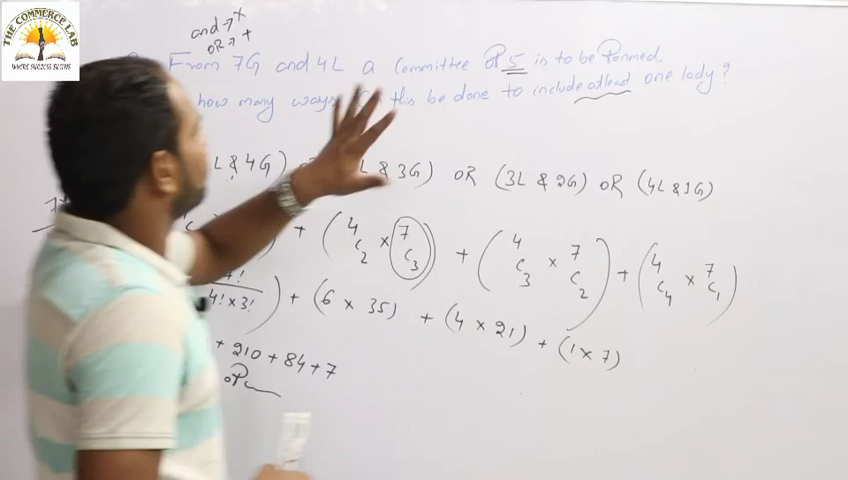 THE COMMERCE LAB
WHERE SUCCESS BEGINS
and → ×
OR → +
From 7G and 4L a Committee of 5 is to be formed.
how many ways this be done to include atleast one lady?
L & 4G) L & 3G) OR (3L & 2G) OR (4L & 1G)
+ (4C2 × 7C3) + (4C3 × 7C2) + (4C4 × 7C1)
7!
4! × 3! ) + (6 × 35) + (4 × 21) + (1 × 7)
+ 210 + 84 + 7